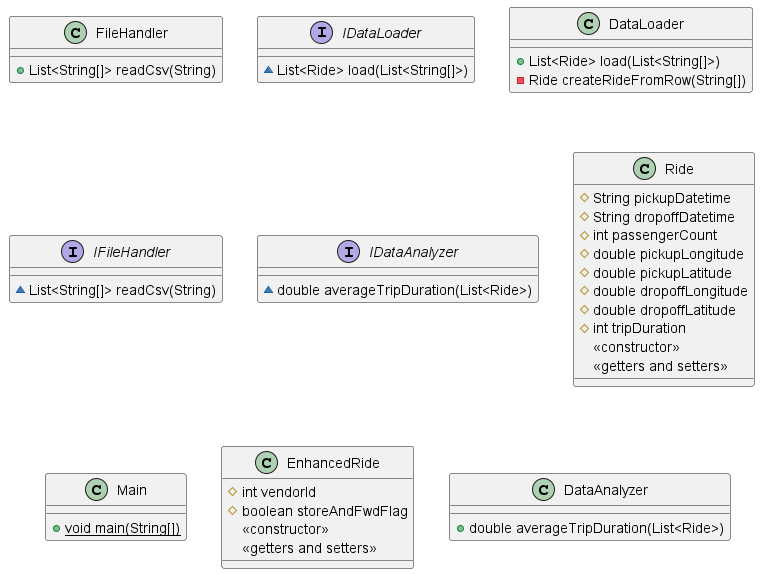 C FileHandler
List<String[]> readCsv(String)
I IDataLoader
List<Ride> load(List<String[]>)
C DataLoader
List<Ride> load(List<String[]>)
Ride createRideFromRow(String[])
I IFileHandler
List<String[]> readCsv(String)
I IDataAnalyzer
double averageTripDuration(List<Ride>)
C Ride
String pickupDatetime
String dropoffDatetime
int passengerCount
double pickupLongitude
double pickupLatitude
double dropoffLongitude
double dropoffLatitude
int tripDuration
«constructor»
«getters and setters»
C Main
void main(String[])
C EnhancedRide
int vendorId
boolean storeAndFwdFlag
«constructor»
«getters and setters»
C DataAnalyzer
double averageTripDuration(List<Ride>)